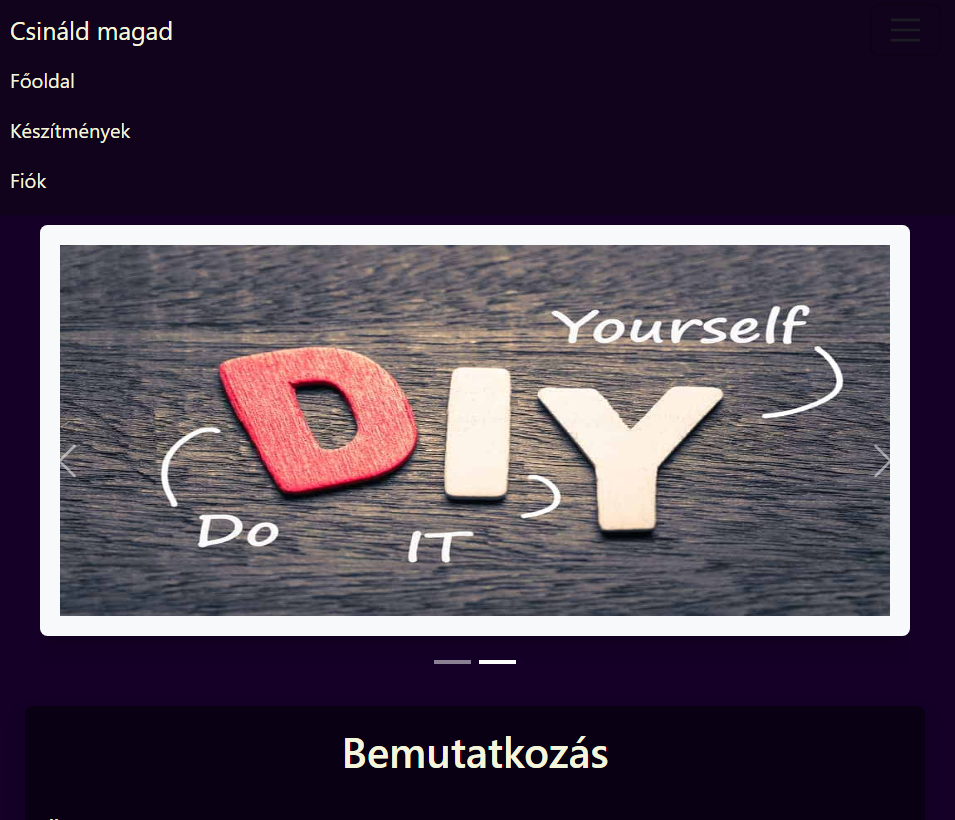 Csináld magad
Főoldal
Készítmények
Fiók
Yourself
DIY
Do
IT
Bemutatkozás